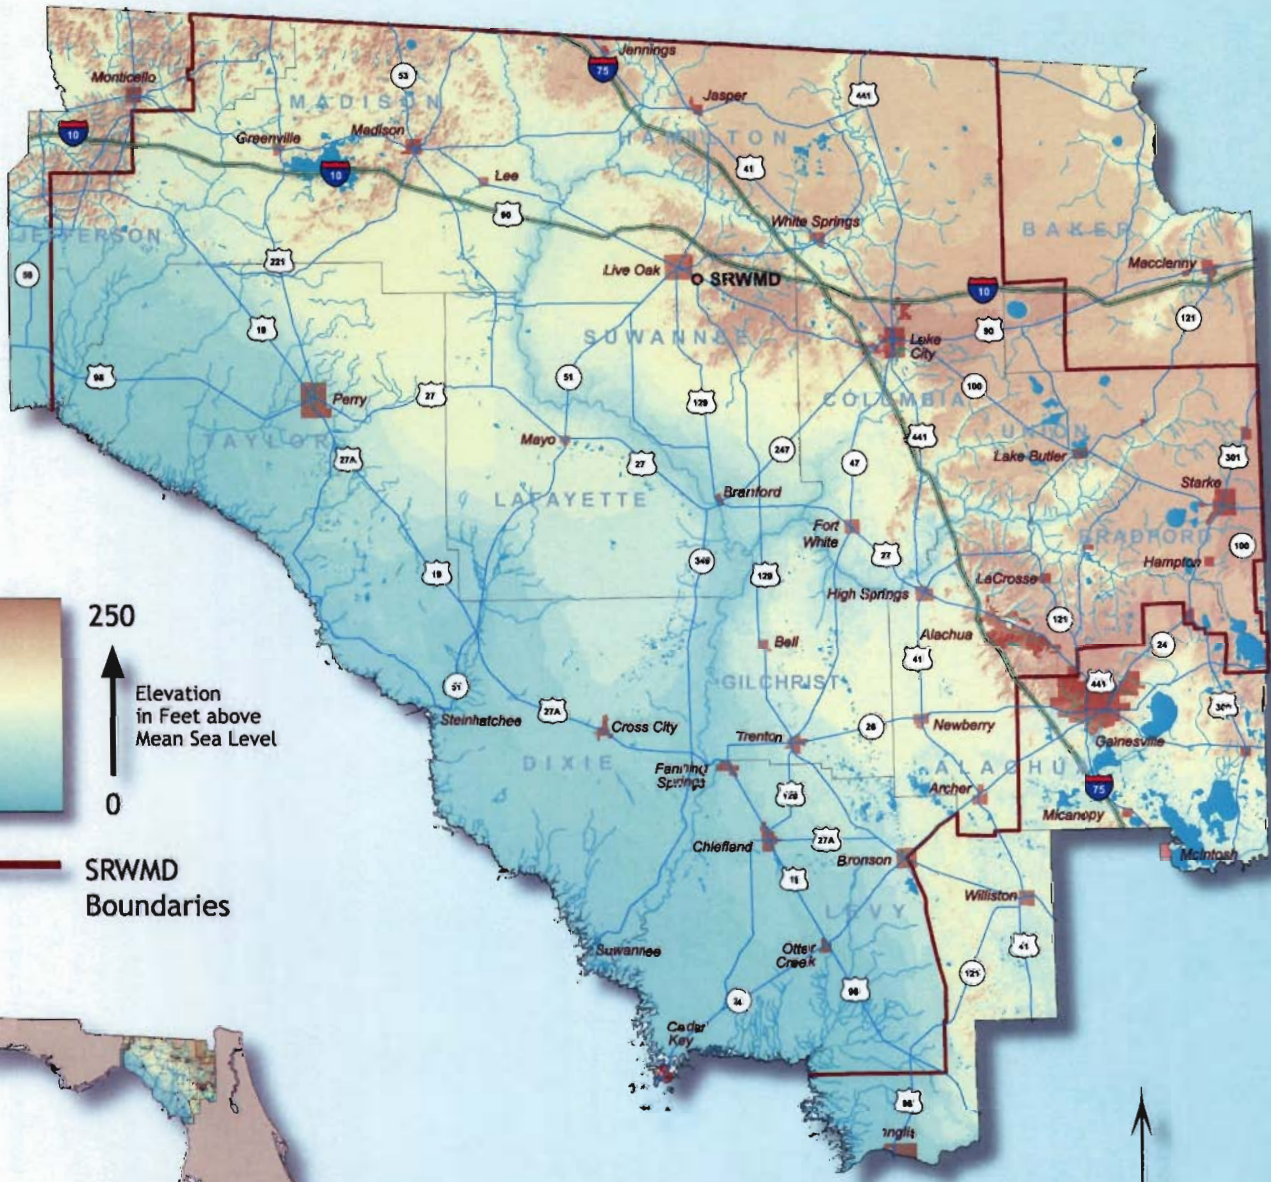 Jennings
75
Monticello
53
Jasper
441
MADISON
10
Greenville
Madison
HAMILTON
10
Lee
41
90
White Springs
JEFFERSON
BAKER
59
221
Live Oak
SRWMD
Macclenny
10
19
SUWANNEE
90
121
Lake
City
98
51
100
Perry
27
129
COLUMBIA
TAYLOR
Mayo
441
UNION
27A
27
247
47
Lake Butler
301
LAFAYETTE
Branford
Starke
Fort
White
27
BRADFORD
100
19
349
129
LaCrosse
Hampton
High Springs
250
Alachua
121
Bell
41
24
Elevation
in Feet above
Mean Sea Level
51
GILCHRIST
441
Steinhatchee
27A
Cross City
26
Newberry
Trenton
Gainesville
DIXIE
Fanning
Springs
ALACHUA
0
129
Archer
75
Micanopy
Chiefland
27A
Bronson
McIntosh
SRWMD
Boundaries
19
Williston
LEVY
Suwannee
Otter
Creek
41
121
98
24
Cedar
Key
98